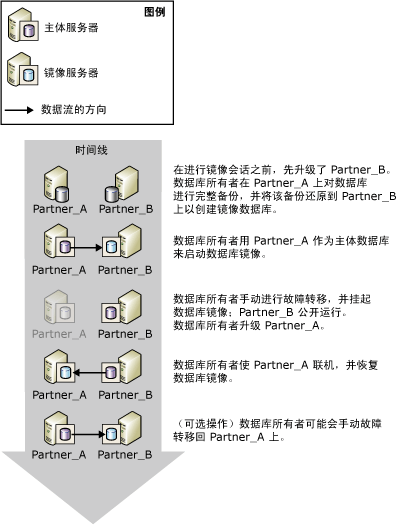 图例
主体服务器
镜像服务器
数据流的方向
时间线
Partner_A Partner_B
在进行镜像会话之前，先升级了 Partner_B。
数据库所有者在 Partner_A 上对数据库
进行完整备份，并将该备份还原到 Partner_B
上以创建镜像数据库。
Partner_A Partner_B
数据库所有者用 Partner_A 作为主体数据库
来启动数据库镜像。
Partner_A Partner_B
数据库所有者手动进行故障转移，并挂起
数据库镜像；Partner_B 公开运行。
数据库所有者升级 Partner_A。
Partner_A Partner_B
数据库所有者使 Partner_A 联机，并恢复
数据库镜像。
Partner_A Partner_B
（可选操作）数据库所有者可能会手动故障
转移回 Partner_A 上。